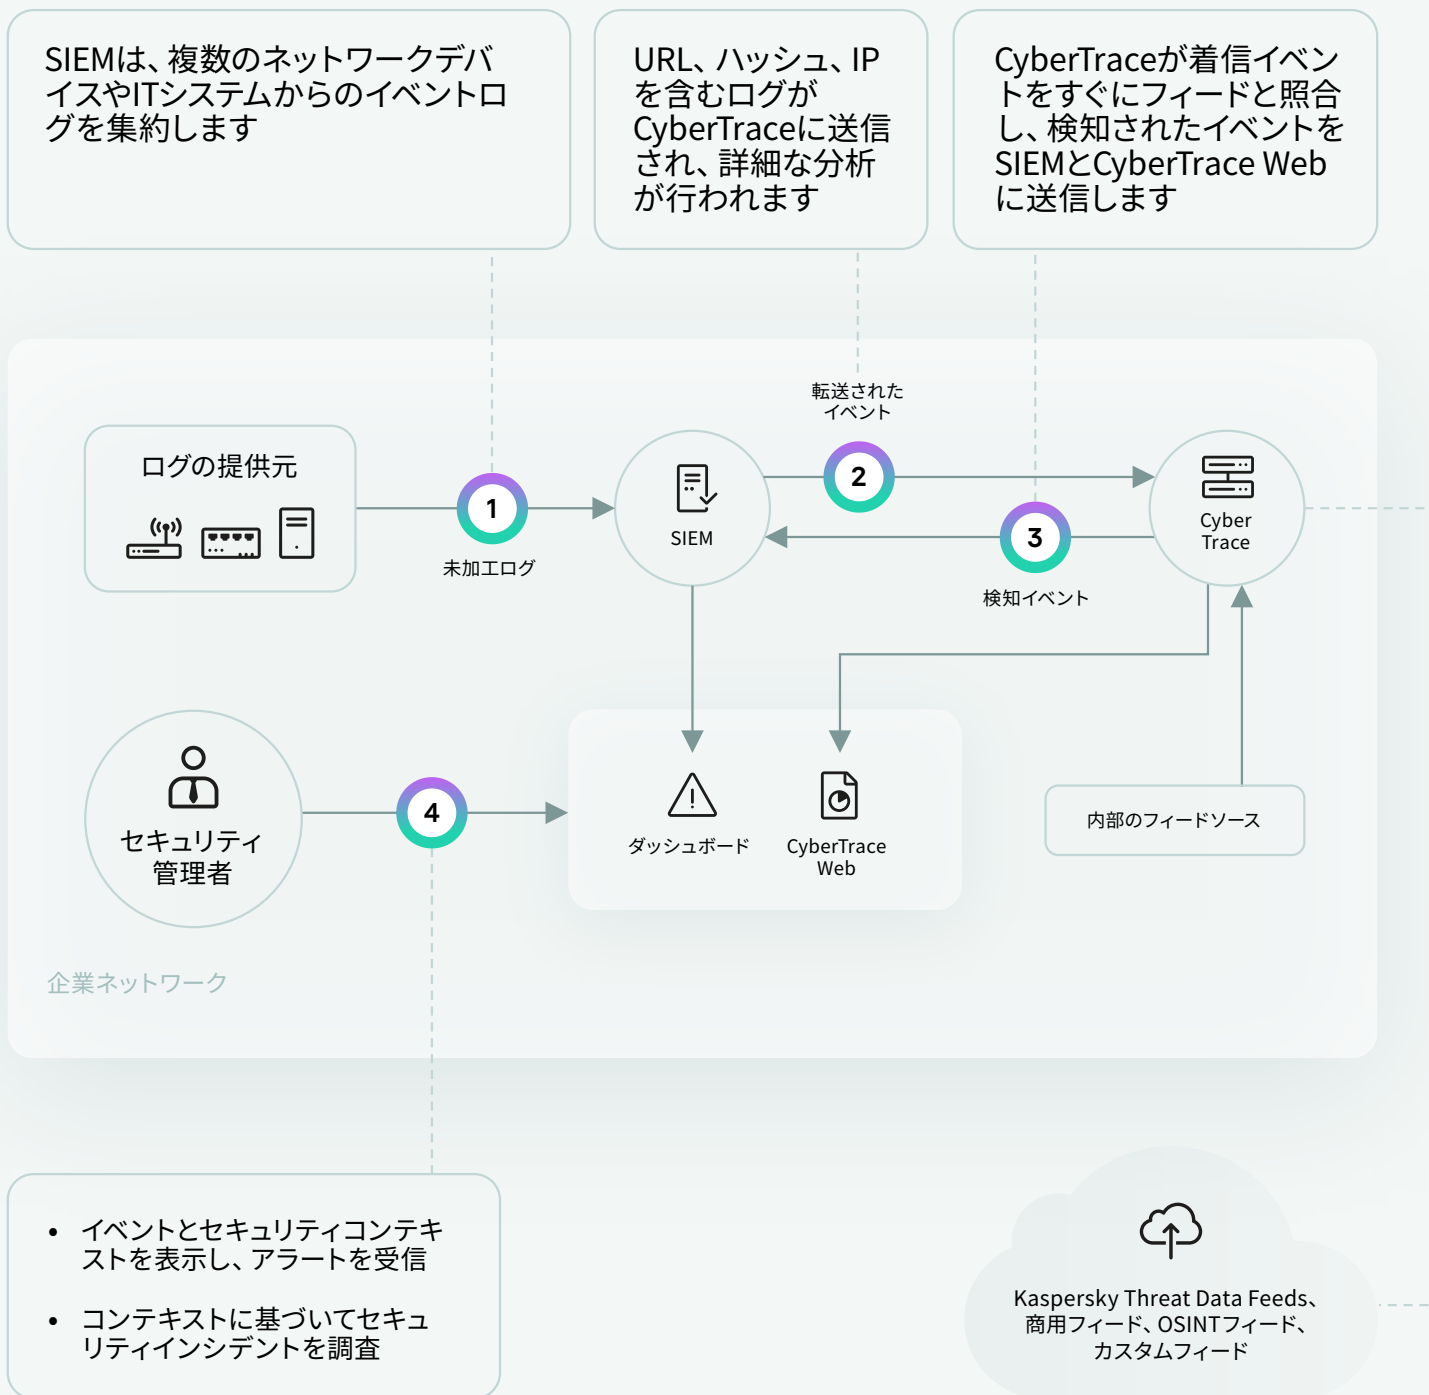 SIEMは、複数のネットワークデバ
イスやITシステムからのイベントロ
グを集約します
URL、ハッシュ、IP
を含むログが
CyberTraceに送信
され、詳細な分析
が行われます
CyberTraceが着信イベン
トをすぐにフィードと照合
し、検知されたイベントを
SIEMとCyberTrace Web
に送信します
転送された
イベント
ログの提供元
1
未加工ログ
SIEM
2
3
検知イベント
Cyber
Trace
セキュリティ
管理者
4
ダッシュボード
CyberTrace
Web
内部のフィードソース
企業ネットワーク
• イベントとセキュリティコンテキ
ストを表示し、アラートを受信
• コンテキストに基づいてセキュ
リティインシデントを調査
Kaspersky Threat Data Feeds、
商用フィード、OSINTフィード、
カスタムフィード